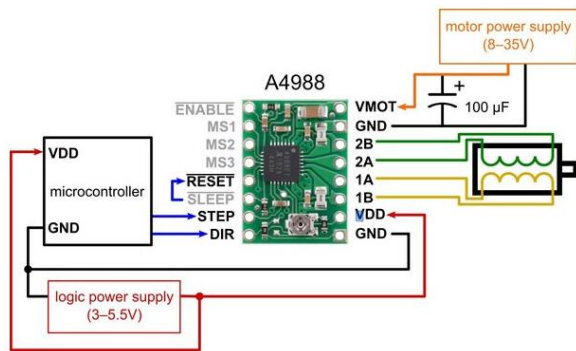 motor power supply
(8–35V)
A4988
+
100 µF
ENABLE
MS1
MS2
MS3
RESET
SLEEP
STEP
DIR
VMOT
GND
2B
2A
1A
1B
VDD
GND
VDD
microcontroller
GND
logic power supply
(3–5.5V)